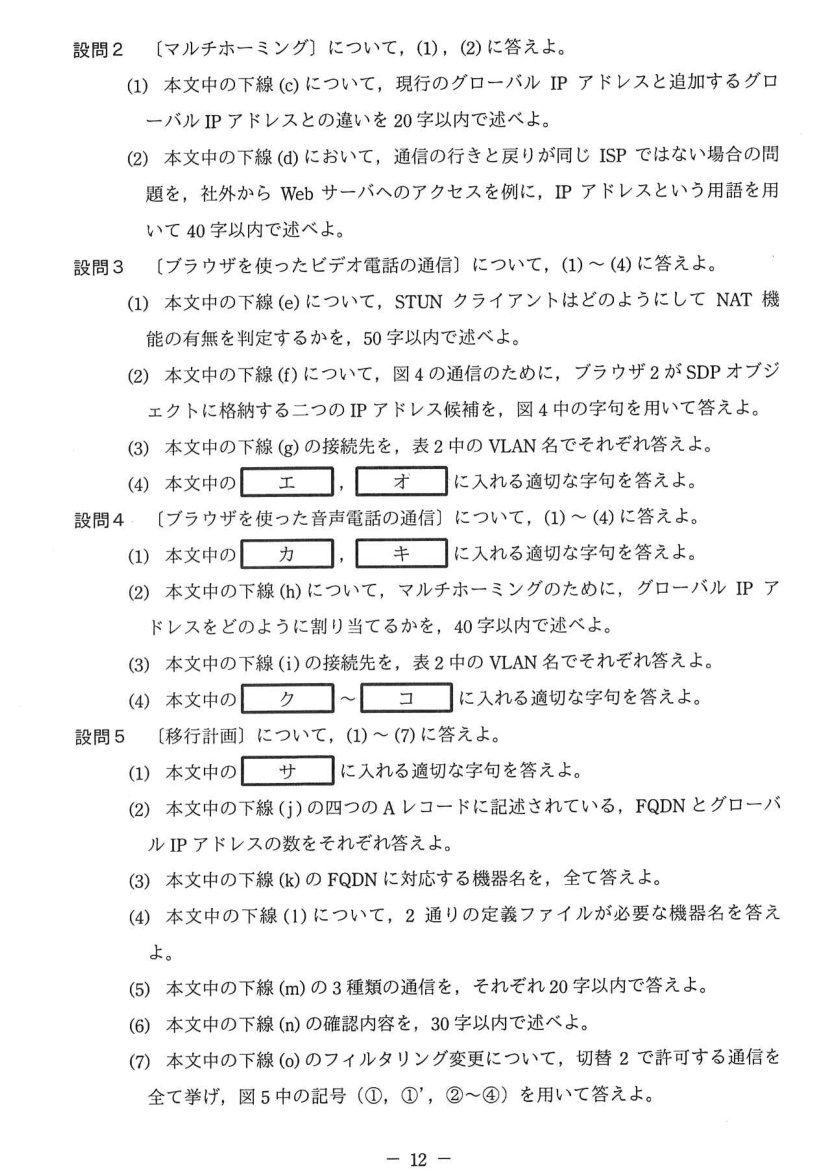 設問2 〔マルチホーミング〕について，(1)，(2)に答えよ。
(1) 本文中の下線(c)について，現行のグローバル IP アドレスと追加するグロ
ーバル IP アドレスとの違いを 20 字以内で述べよ。
(2) 本文中の下線(d)において，通信の行きと戻りが同じ ISP ではない場合の問
題を，社外から Web サーバへのアクセスを例に，IP アドレスという用語を用
いて 40 字以内で述べよ。
設問3 〔ブラウザを使ったビデオ電話の通信〕について，(1)～(4)に答えよ。
(1) 本文中の下線(e)について，STUN クライアントはどのようにして NAT 機
能の有無を判定するかを，50 字以内で述べよ。
(2) 本文中の下線(f)について，図 4 の通信のために，ブラウザ 2 が SDP オブジ
ェクトに格納する二つの IP アドレス候補を，図 4 中の字句を用いて答えよ。
(3) 本文中の下線(g)の接続先を，表 2 中の VLAN 名でそれぞれ答えよ。
(4) 本文中の エ ， オ に入れる適切な字句を答えよ。
設問4 〔ブラウザを使った音声電話の通信〕について，(1)～(4)に答えよ。
(1) 本文中の カ ， キ に入れる適切な字句を答えよ。
(2) 本文中の下線(h)について，マルチホーミングのために，グローバル IP ア
ドレスをどのように割り当てるかを，40 字以内で述べよ。
(3) 本文中の下線(i)の接続先を，表 2 中の VLAN 名でそれぞれ答えよ。
(4) 本文中の ク ～ コ に入れる適切な字句を答えよ。
設問5 〔移行計画〕について，(1)～(7)に答えよ。
(1) 本文中の サ に入れる適切な字句を答えよ。
(2) 本文中の下線(j)の四つの A レコードに記述されている，FQDN とグローバ
ル IP アドレスの数をそれぞれ答えよ。
(3) 本文中の下線(k)の FQDN に対応する機器名を，全て答えよ。
(4) 本文中の下線(l)について，2 通りの定義ファイルが必要な機器名を答え
よ。
(5) 本文中の下線(m)の 3 種類の通信を，それぞれ 20 字以内で答えよ。
(6) 本文中の下線(n)の確認内容を，30 字以内で述べよ。
(7) 本文中の下線(o)のフィルタリング変更について，切替 2 で許可する通信を
全て挙げ，図 5 中の記号（①，①’，②～④）を用いて答えよ。
－ 12 －